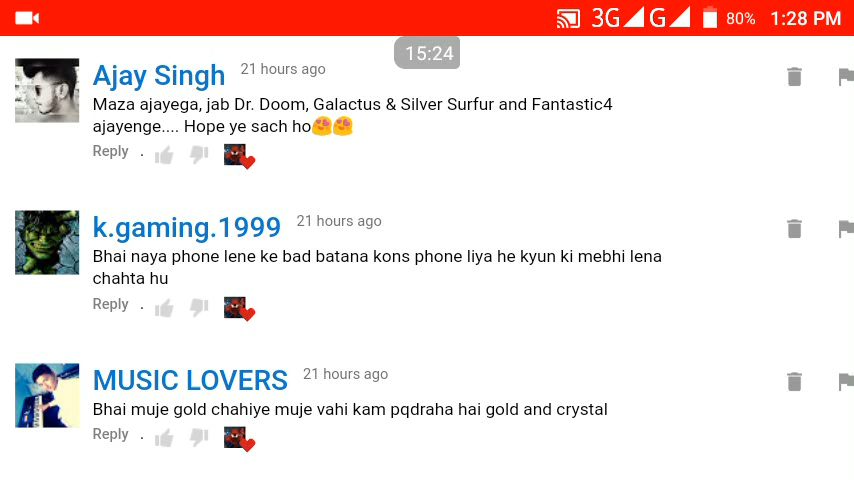 3G G 80% 1:28 PM
15:24
Ajay Singh 21 hours ago
Maza ajayega, jab Dr. Doom, Galactus & Silver Surfur and Fantastic4
ajayenge.... Hope ye sach ho😍😍
Reply .
k.gaming.1999 21 hours ago
Bhai naya phone lene ke bad batana kons phone liya he kyun ki mebhi lena
chahta hu
Reply .
MUSIC LOVERS 21 hours ago
Bhai muje gold chahiye muje vahi kam pqdraha hai gold and crystal
Reply .